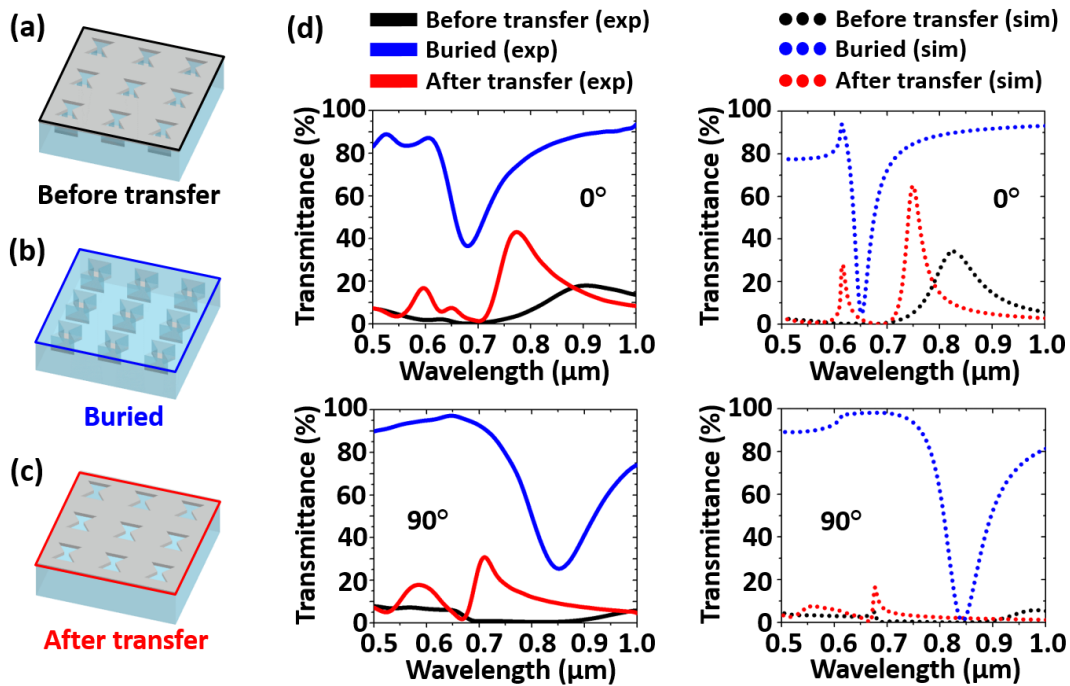 (a)
Before transfer
(b)
Buried
(c)
After transfer
(d)
Before transfer (exp)
Buried (exp)
After transfer (exp)
Before transfer (sim)
Buried (sim)
After transfer (sim)
Transmittance (%)
100
80
60
40
20
0
0°
0.5 0.6 0.7 0.8 0.9 1.0
Wavelength (μm)
Transmittance (%)
100
80
60
40
20
0
0°
0.5 0.6 0.7 0.8 0.9 1.0
Wavelength (μm)
Transmittance (%)
100
80
60
40
20
0
90°
0.5 0.6 0.7 0.8 0.9 1.0
Wavelength (μm)
Transmittance (%)
100
80
60
40
20
0
90°
0.5 0.6 0.7 0.8 0.9 1.0
Wavelength (μm)